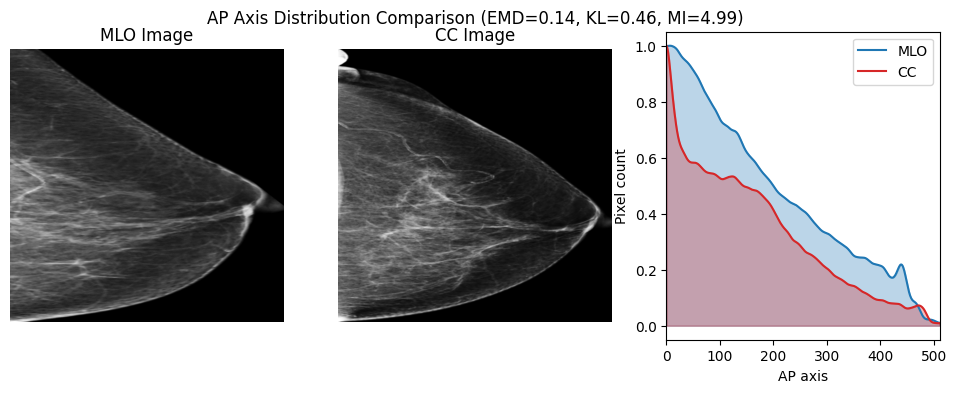 AP Axis Distribution Comparison (EMD=0.14, KL=0.46, MI=4.99)
MLO Image
CC Image
MLO
CC
Pixel count
1.0
0.8
0.6
0.4
0.2
0.0
0 100 200 300 400 500
AP axis